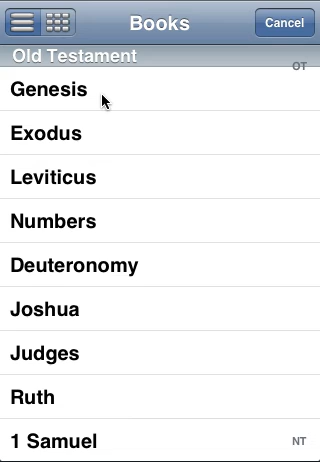 Books
Cancel
Old Testament
OT
Genesis
Exodus
Leviticus
Numbers
Deuteronomy
Joshua
Judges
Ruth
1 Samuel
NT